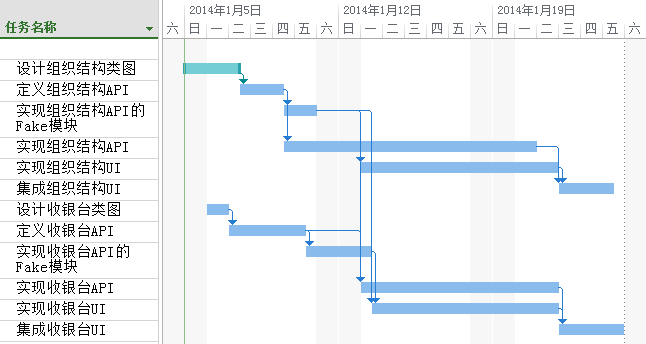 2014年1月5日 2014年1月12日 2014年1月19日
任务名称 六 日 一 二 三 四 五 六 日 一 二 三 四 五 六 日 一 二 三 四 五 六
设计组织结构类图
定义组织结构API
实现组织结构API的
Fake模块
实现组织结构API
实现组织结构UI
集成组织结构UI
设计收银台类图
定义收银台API
实现收银台API的
Fake模块
实现收银台API
实现收银台UI
集成收银台UI